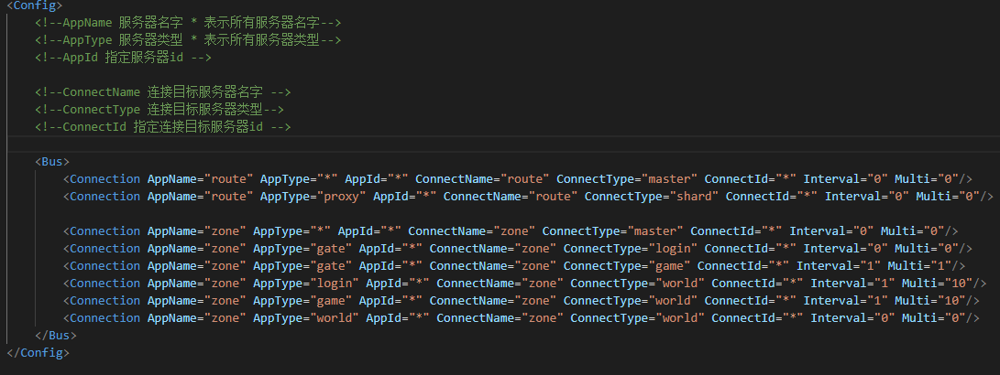 <Config>
<!--AppName 服务器名字 * 表示所有服务器名字-->
<!--AppType 服务器类型 * 表示所有服务器类型-->
<!--AppId 指定服务器id -->
<!--ConnectName 连接目标服务器名字 -->
<!--ConnectType 连接目标服务器类型-->
<!--ConnectId 指定连接目标服务器id -->
<Bus>
<Connection AppName="route" AppType="*" AppId="*" ConnectName="route" ConnectType="master" ConnectId="*" Interval="0" Multi="0"/>
<Connection AppName="route" AppType="proxy" AppId="*" ConnectName="route" ConnectType="shard" ConnectId="*" Interval="0" Multi="0"/>
<Connection AppName="zone" AppType="*" AppId="*" ConnectName="zone" ConnectType="master" ConnectId="*" Interval="0" Multi="0"/>
<Connection AppName="zone" AppType="gate" AppId="*" ConnectName="zone" ConnectType="login" ConnectId="*" Interval="0" Multi="0"/>
<Connection AppName="zone" AppType="gate" AppId="*" ConnectName="zone" ConnectType="game" ConnectId="*" Interval="1" Multi="1"/>
<Connection AppName="zone" AppType="login" AppId="*" ConnectName="zone" ConnectType="world" ConnectId="*" Interval="1" Multi="10"/>
<Connection AppName="zone" AppType="game" AppId="*" ConnectName="zone" ConnectType="world" ConnectId="*" Interval="1" Multi="10"/>
<Connection AppName="zone" AppType="world" AppId="*" ConnectName="zone" ConnectType="world" ConnectId="*" Interval="0" Multi="0"/>
</Bus>
</Config>